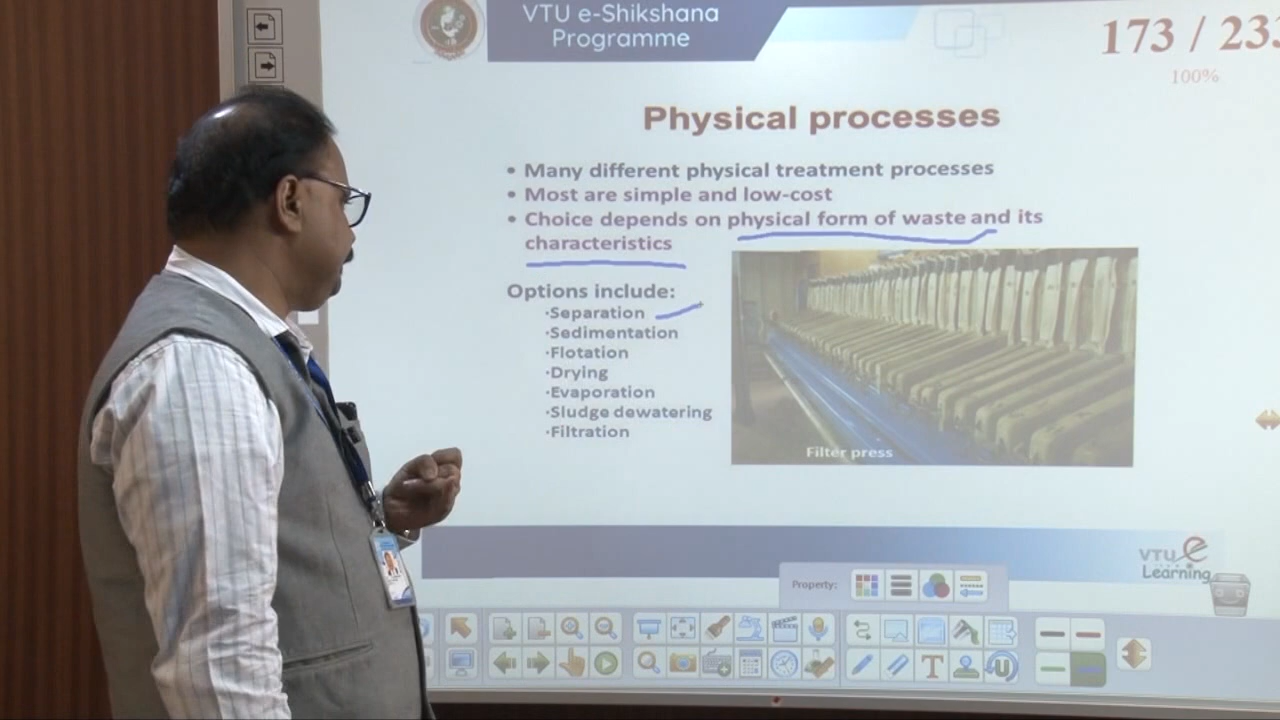 VTU e-Shikshana
Programme
173 / 233
100%
Physical processes
• Many different physical treatment processes
• Most are simple and low-cost
• Choice depends on physical form of waste and its
characteristics
Options include:
·Separation
·Sedimentation
·Flotation
·Drying
·Evaporation
·Sludge dewatering
·Filtration
Filter press
VTU e
Learning
Property:
T
U